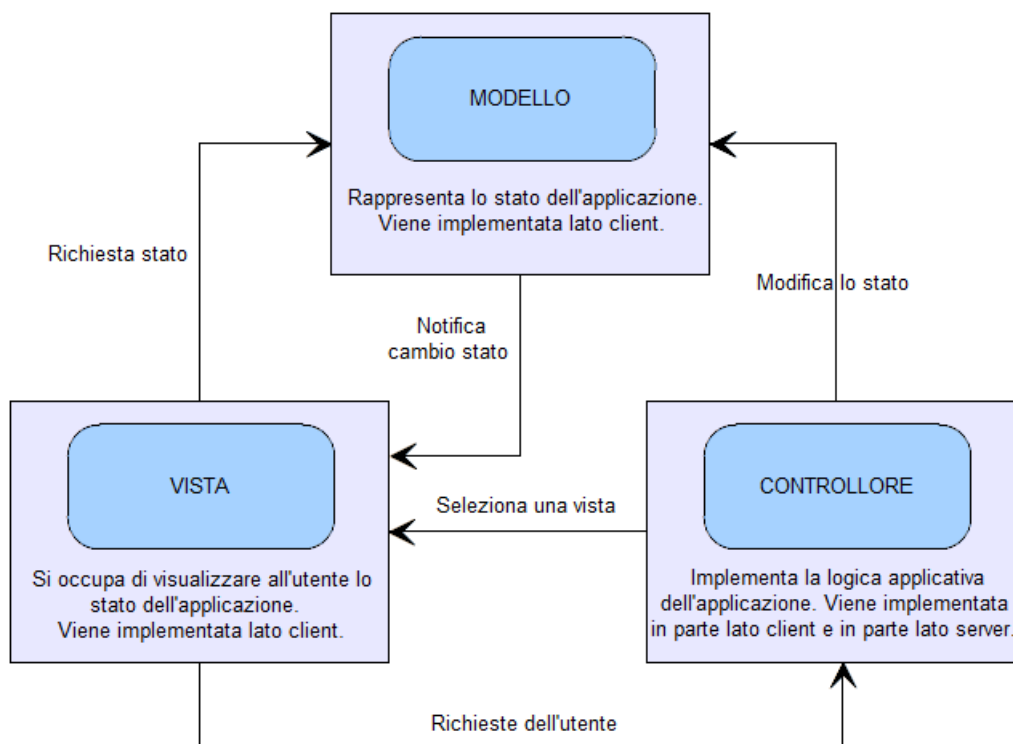 MODELLO
Rappresenta lo stato dell'applicazione.
Viene implementata lato client.
Richiesta stato
Modifica lo stato
Notifica
cambio stato
VISTA
Si occupa di visualizzare all'utente lo
stato dell'applicazione.
Viene implementata lato client.
Seleziona una vista
CONTROLLORE
Implementa la logica applicativa
dell'applicazione. Viene implementata
in parte lato client e in parte lato server.
Richieste dell'utente